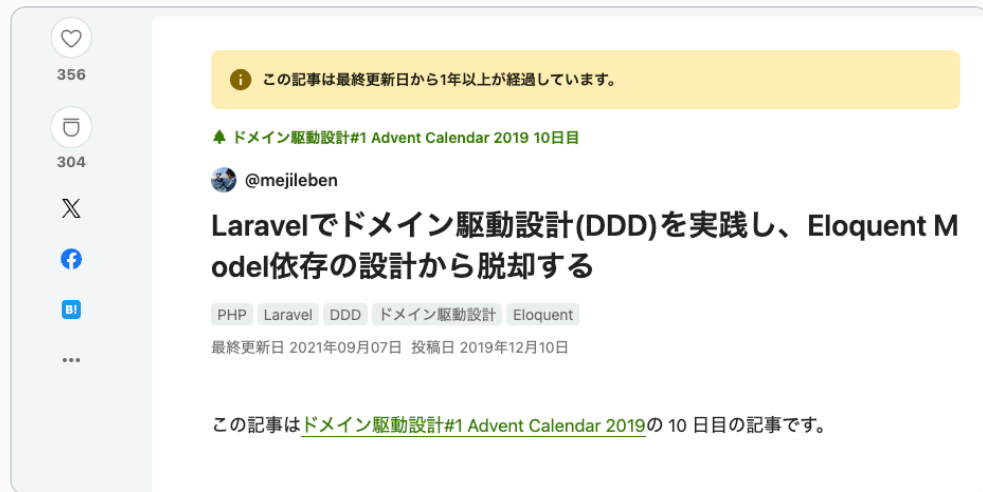 356
304
この記事は最終更新日から1年以上が経過しています。
ドメイン駆動設計#1 Advent Calendar 2019 10日目
@mejileben
Laravelでドメイン駆動設計(DDD)を実践し、Eloquent M
odel依存の設計から脱却する
PHP Laravel DDD ドメイン駆動設計 Eloquent
最終更新日 2021年09月07日 投稿日 2019年12月10日
この記事はドメイン駆動設計#1 Advent Calendar 2019の 10 日目の記事です。
B!